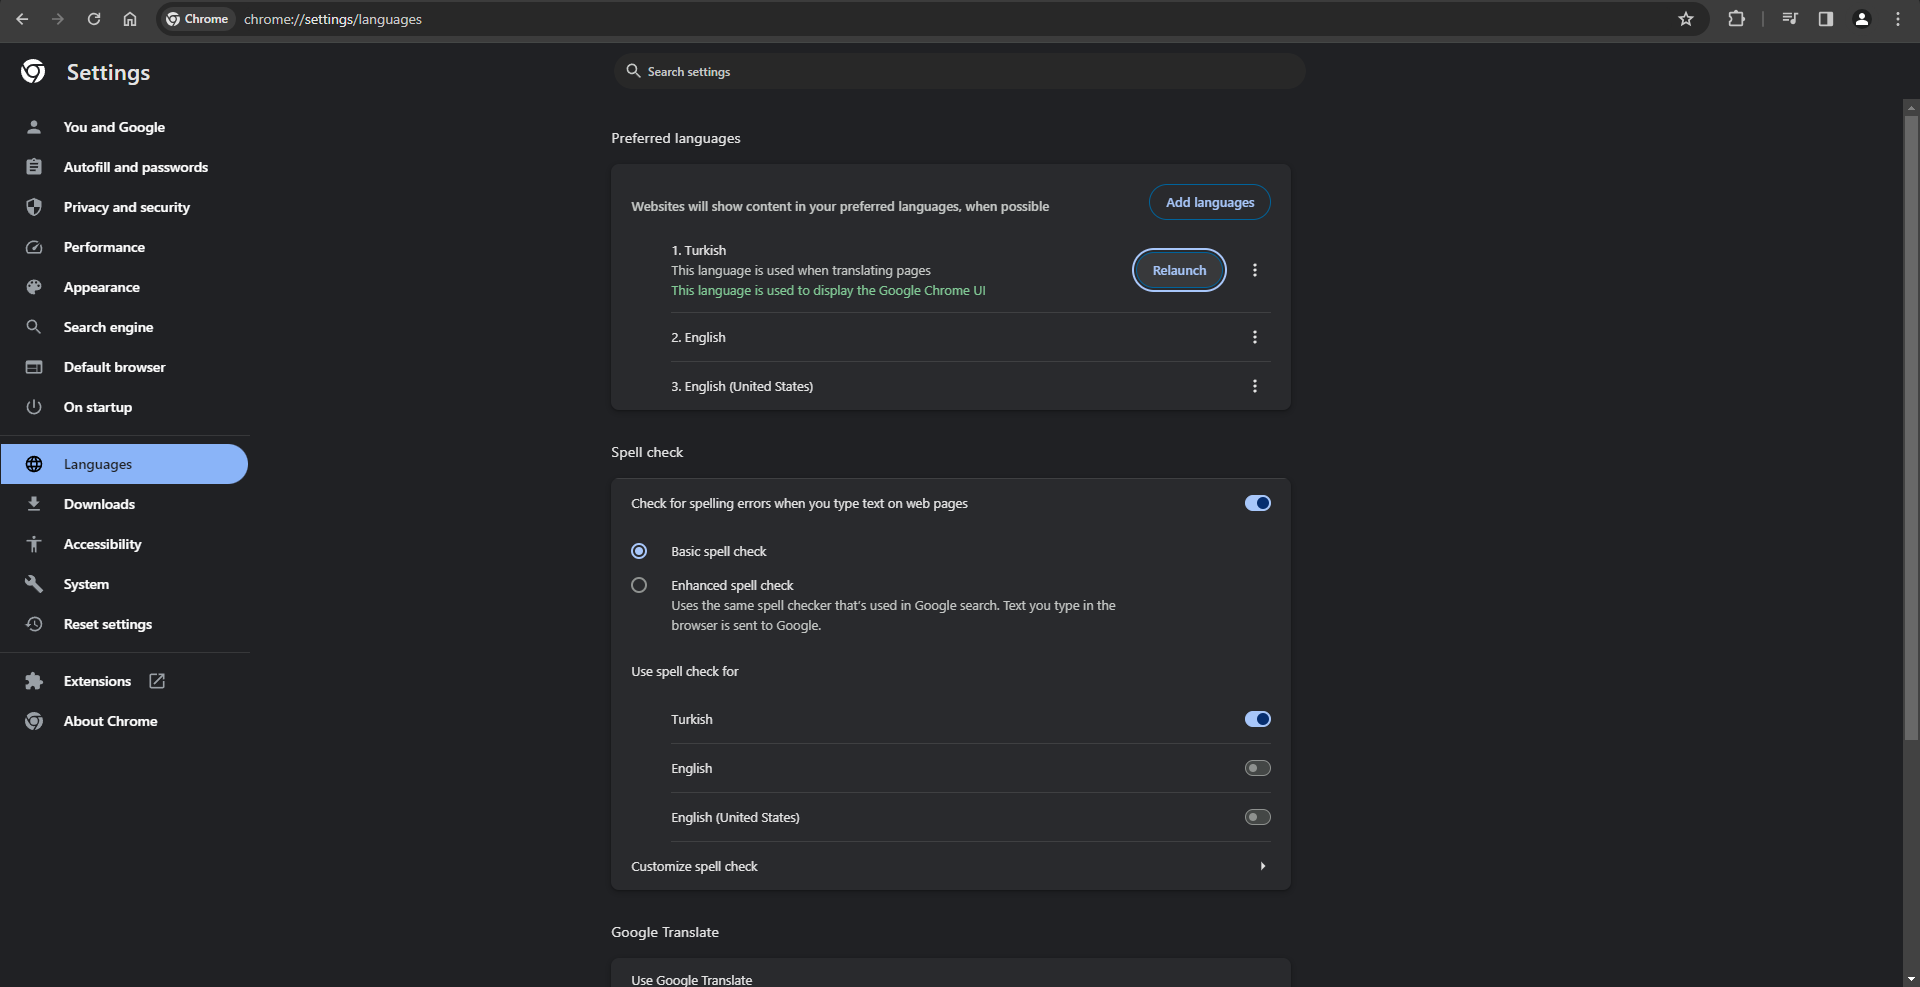 Chrome
chrome://settings/languages
Settings
Search settings
You and Google
Autofill and passwords
Privacy and security
Performance
Appearance
Search engine
Default browser
On startup
Languages
Downloads
Accessibility
System
Reset settings
Extensions
About Chrome
Preferred languages
Websites will show content in your preferred languages, when possible
Add languages
1. Turkish
This language is used when translating pages
This language is used to display the Google Chrome UI
Relaunch
2. English
3. English (United States)
Spell check
Check for spelling errors when you type text on web pages
Basic spell check
Enhanced spell check
Uses the same spell checker that's used in Google search. Text you type in the
browser is sent to Google.
Use spell check for
Turkish
English
English (United States)
Customize spell check
Google Translate
Use Google Translate